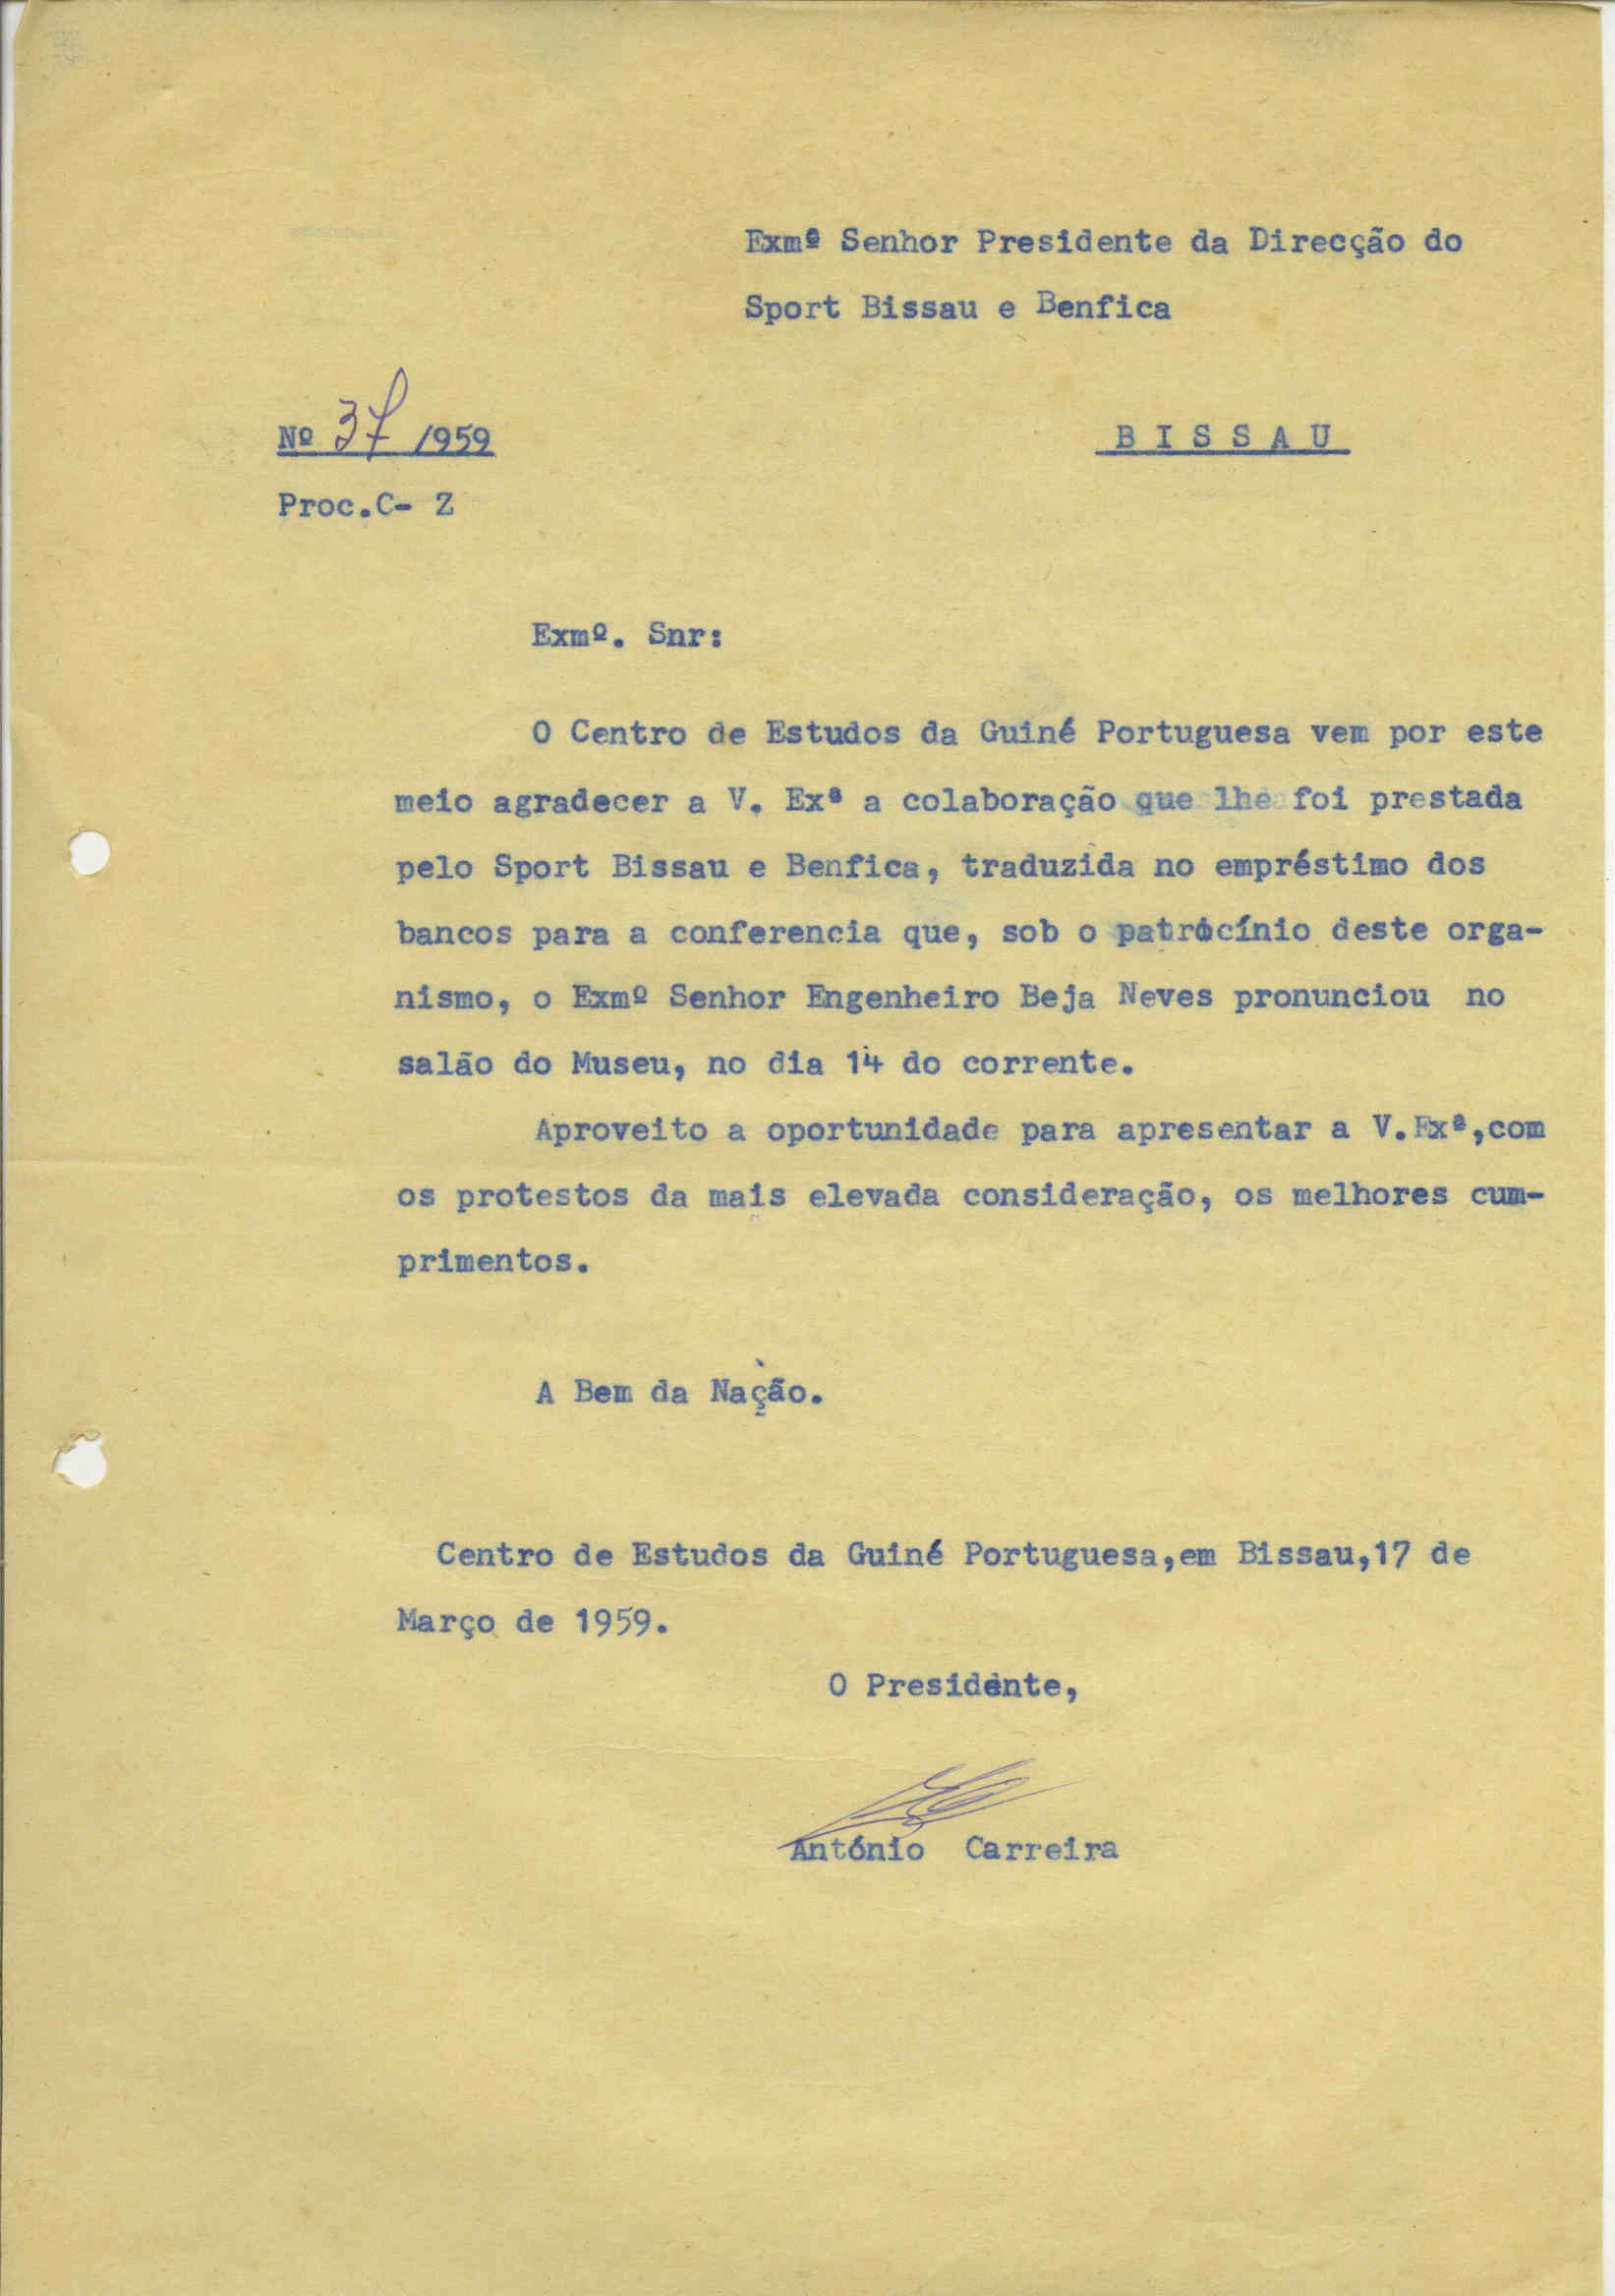 Exmº Senhor Presidente da Direcção do
Sport Bissau e Benfica
Nº 37 /959
BISSAU
Proc.C- Z
Exmº. Snr:
O Centro de Estudos da Guiné Portuguesa vem por este
meio agradecer a V. Exª a colaboração que lhe foi prestada
pelo Sport Bissau e Benfica, traduzida no empréstimo dos
bancos para a conferencia que, sob o patrocínio deste orga-
nismo, o Exmº Senhor Engenheiro Beja Neves pronunciou no
salão do Museu, no dia 14 do corrente.
Aproveito a oportunidade para apresentar a V.Exª,com
os protestos da mais elevada consideração, os melhores cum-
primentos.
A Bem da Nação.
Centro de Estudos da Guiné Portuguesa,em Bissau,17 de
Março de 1959.
O Presidente,
António Carreira